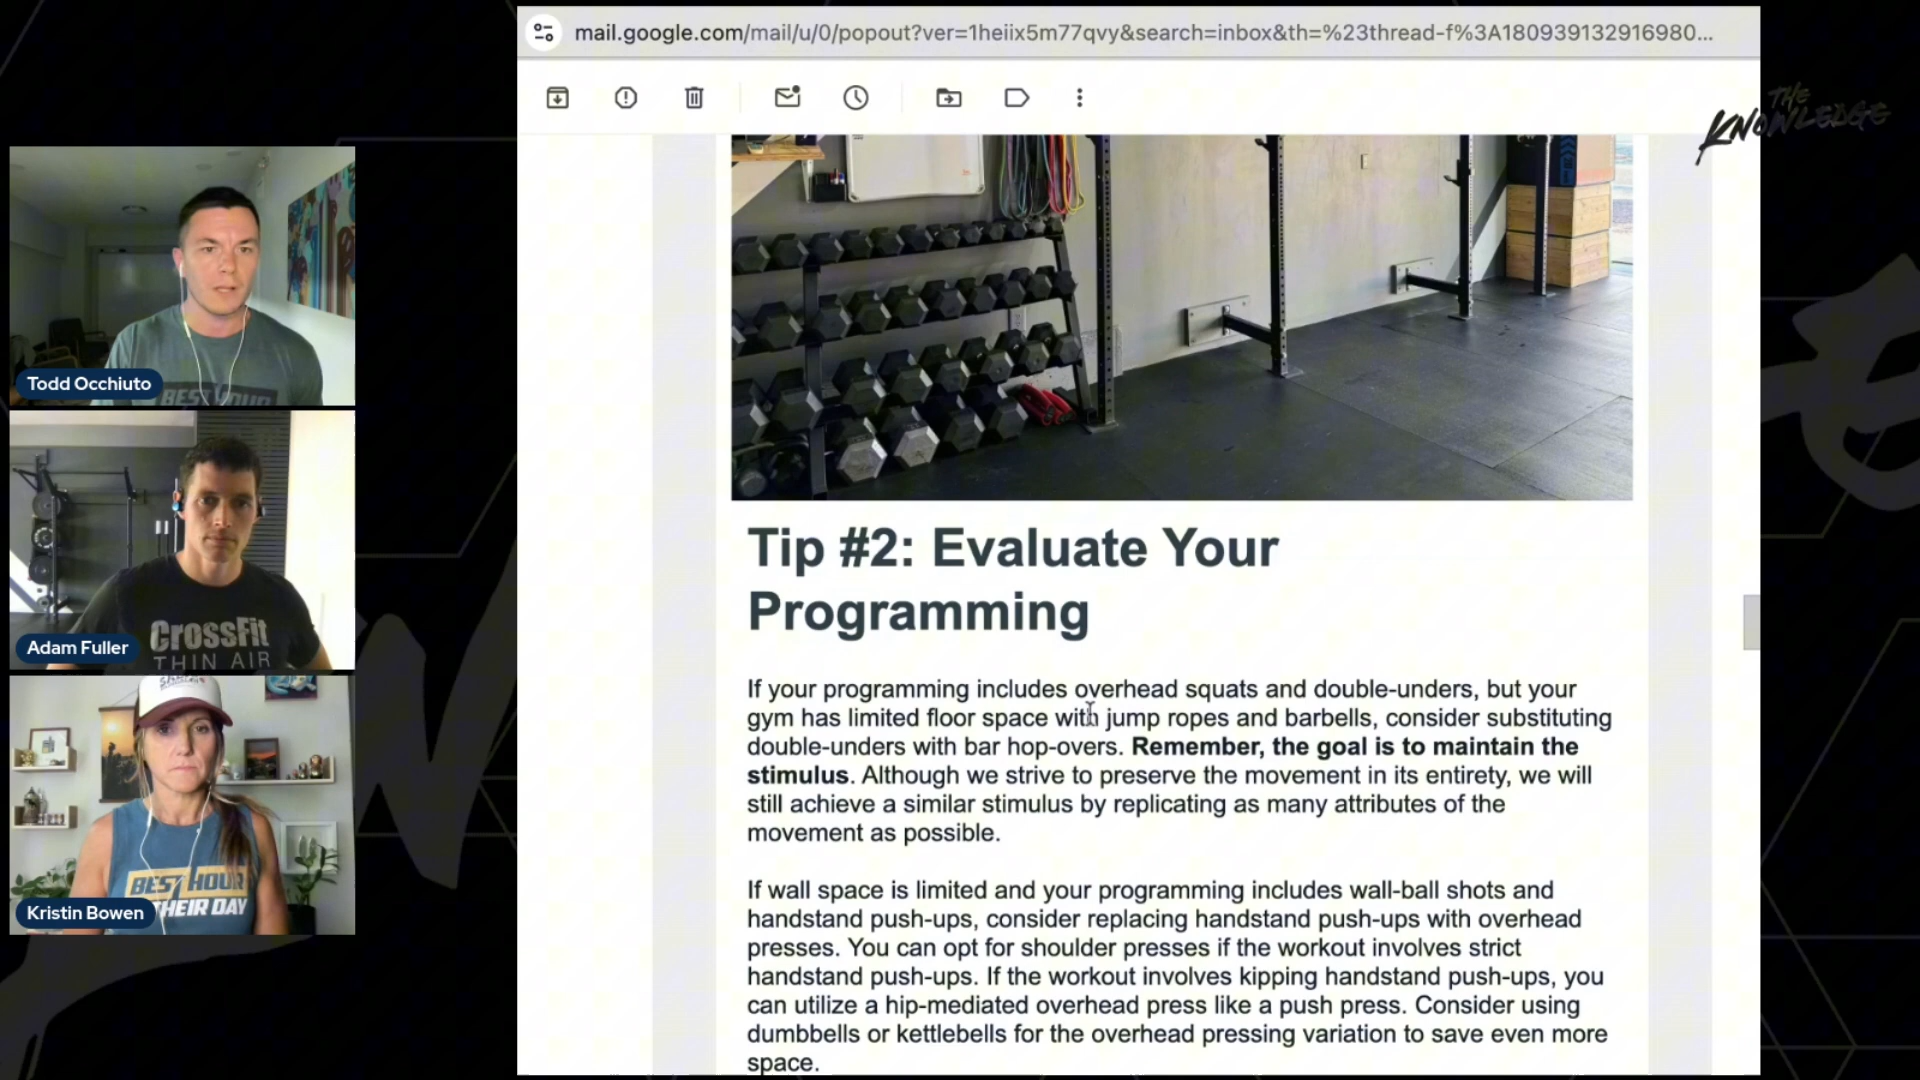 mail.google.com/mail/u/0/popout?ver=1heiix5m77qvy&search=inbox&th=%23thread-f%3A180939132916980...
THE
KNOWLEDGE
Todd Occhiuto
BEST HOUR
Adam Fuller
CROSSFIT
THIN AIR
Kristin Bowen
BEST HOUR
THEIR DAY
Tip #2: Evaluate Your
Programming
If your programming includes overhead squats and double-unders, but your
gym has limited floor space with jump ropes and barbells, consider substituting
double-unders with bar hop-overs. Remember, the goal is to maintain the
stimulus. Although we strive to preserve the movement in its entirety, we will
still achieve a similar stimulus by replicating as many attributes of the
movement as possible.
If wall space is limited and your programming includes wall-ball shots and
handstand push-ups, consider replacing handstand push-ups with overhead
presses. You can opt for shoulder presses if the workout involves strict
handstand push-ups. If the workout involves kipping handstand push-ups, you
can utilize a hip-mediated overhead press like a push press. Consider using
dumbbells or kettlebells for the overhead pressing variation to save even more
space.